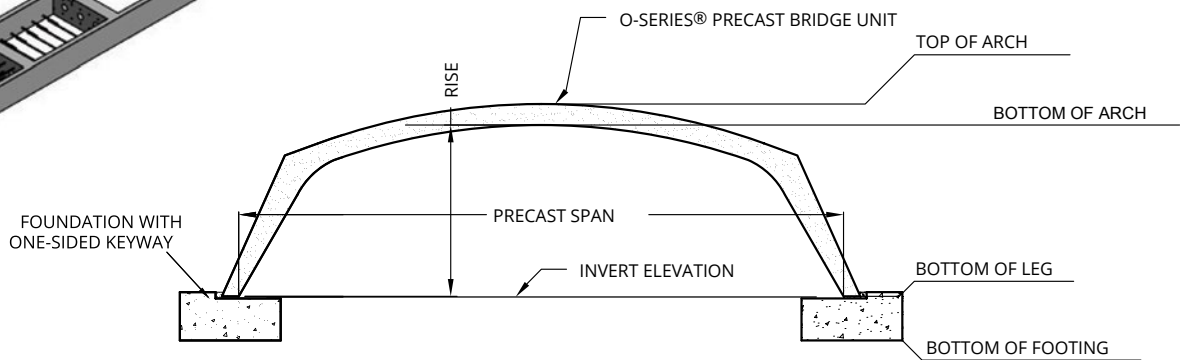 O-SERIES® PRECAST BRIDGE UNIT
TOP OF ARCH
RISE
BOTTOM OF ARCH
PRECAST SPAN
FOUNDATION WITH
ONE-SIDED KEYWAY
INVERT ELEVATION
BOTTOM OF LEG
BOTTOM OF FOOTING